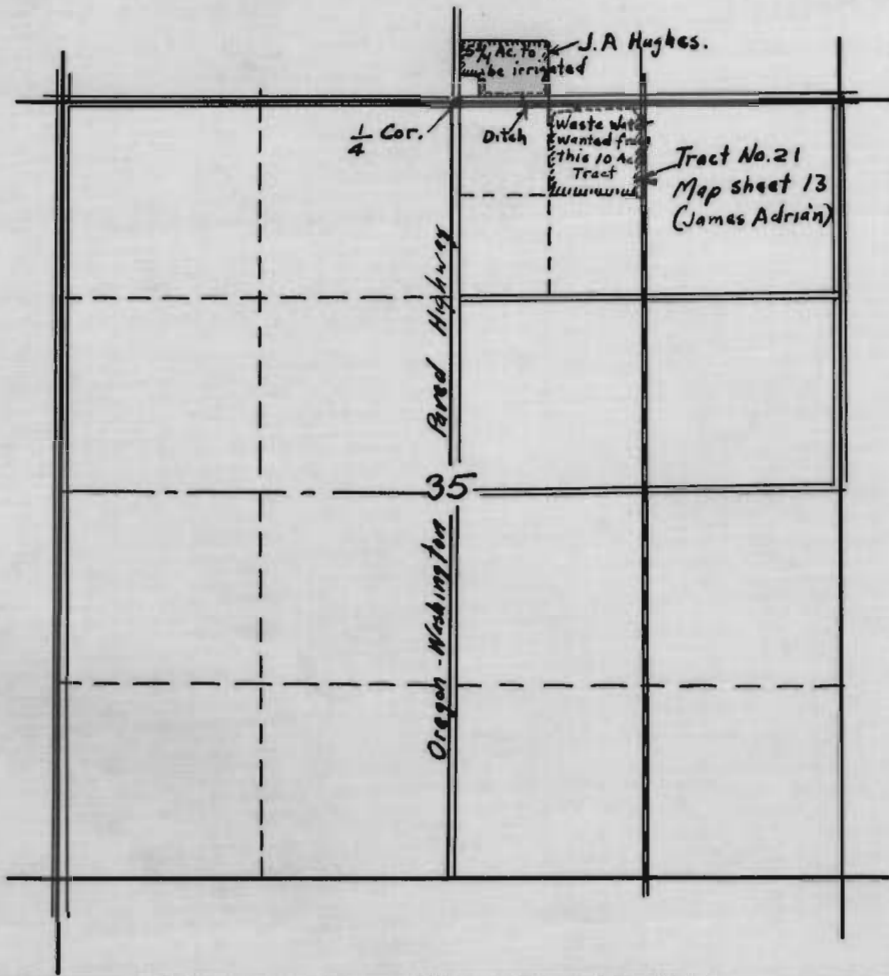 5¼ Ac. to
be irrigated
J.A Hughes.
¼ Cor.
Ditch
Waste Water
Wanted from
this 10 Ac
Tract
Tract No. 21
Map sheet 13
(James Adrian)
35
Oregon-Washington Paved Highway